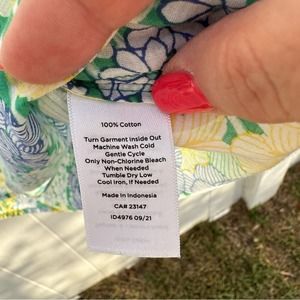 100% Cotton
Turn Garment Inside Out
Machine Wash Cold
Gentle Cycle
Only Non-Chlorine Bleach
When Needed
Tumble Dry Low
Cool Iron, If Needed
Made in Indonesia
CA# 23147
ID4976 09/21